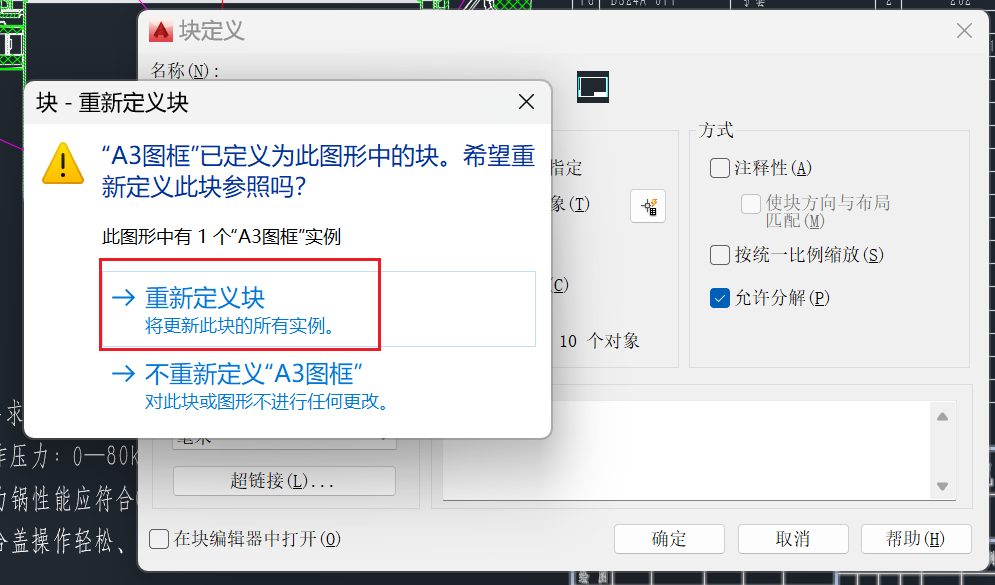 块定义
名称(N):
块 - 重新定义块
“A3图框”已定义为此图形中的块。希望重
新定义此块参照吗?
此图形中有 1 个“A3图框”实例
重新定义块
将更新此块的所有实例。
不重新定义“A3图框”
对此块或图形不进行任何更改。
指定
象(T)
(C)
10 个对象
方式
注释性(A)
使块方向与布局
匹配(M)
按统一比例缩放(S)
允许分解(P)
毫米
超链接(L)...
在块编辑器中打开(O)
确定
取消
帮助(H)
求
压力: 0—80k
锅性能应符合
盖操作轻松、